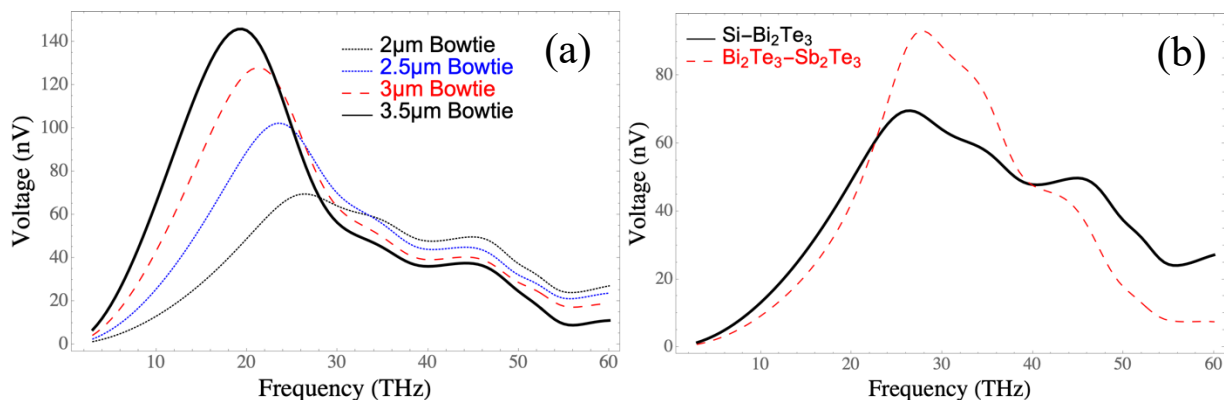 (a)
2μm Bowtie
2.5μm Bowtie
3μm Bowtie
3.5μm Bowtie
Voltage (nV)
140
120
100
80
60
40
20
0
10
20
30
40
50
60
Frequency (THz)
(b)
Si–Bi₂Te₃
Bi₂Te₃–Sb₂Te₃
Voltage (nV)
80
60
40
20
0
10
20
30
40
50
60
Frequency (THz)